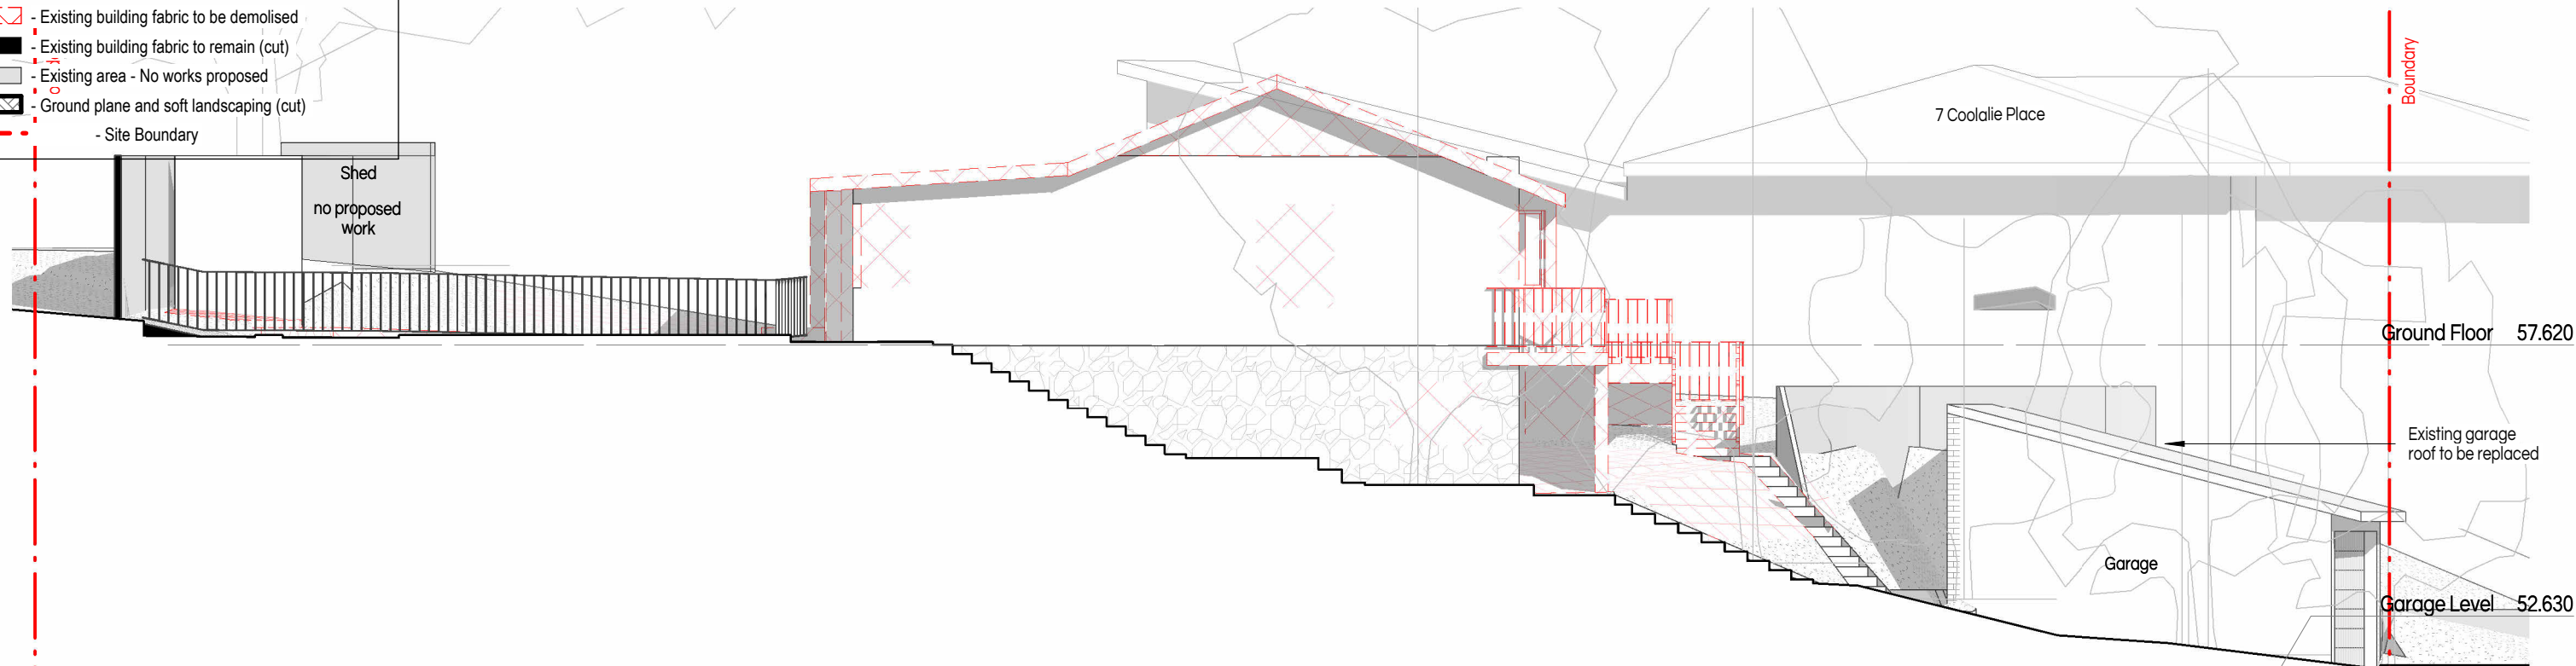 - Existing building fabric to be demolised
- Existing building fabric to remain (cut)
- Existing area - No works proposed
- Ground plane and soft landscaping (cut)
- Site Boundary
Shed
no proposed
work
7 Coolalie Place
Boundary
Ground Floor 57.620
Existing garage
roof to be replaced
Garage
Garage Level 52.630